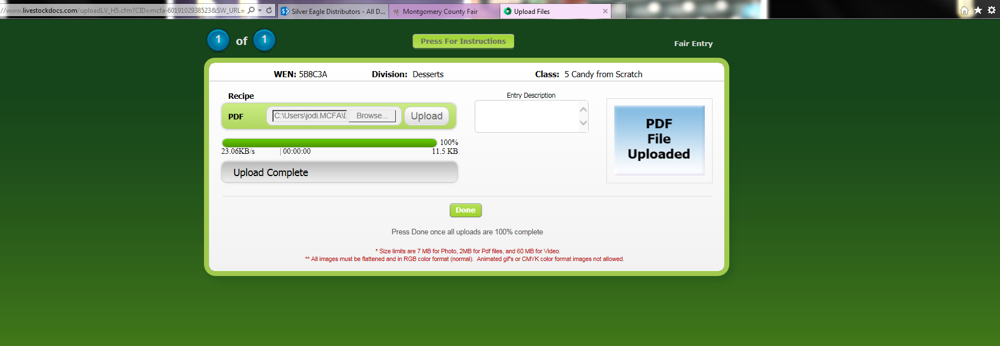 //www.livestockdocs.com/uploadLV_H5.cfm?CID=mcfa-6019102938523&SW_URL=
Silver Eagle Distributors - All D...
Montgomery County Fair
Upload Files
1 of 1
Press For Instructions
Fair Entry
WEN: 5B8C3A
Division: Desserts
Class: 5 Candy from Scratch
Recipe
Entry Description
PDF
C:\Users\jodi.MCFA\D
Browse...
Upload
PDF
File
Uploaded
100%
23.06KB/s
| 00:00:00
11.5 KB
Upload Complete
Done
Press Done once all uploads are 100% complete
* Size limits are 7 MB for Photo, 2MB for Pdf files, and 60 MB for Video.
** All images must be flattened and in RGB color format (normal). Animated gif's or CMYK color format images not allowed.